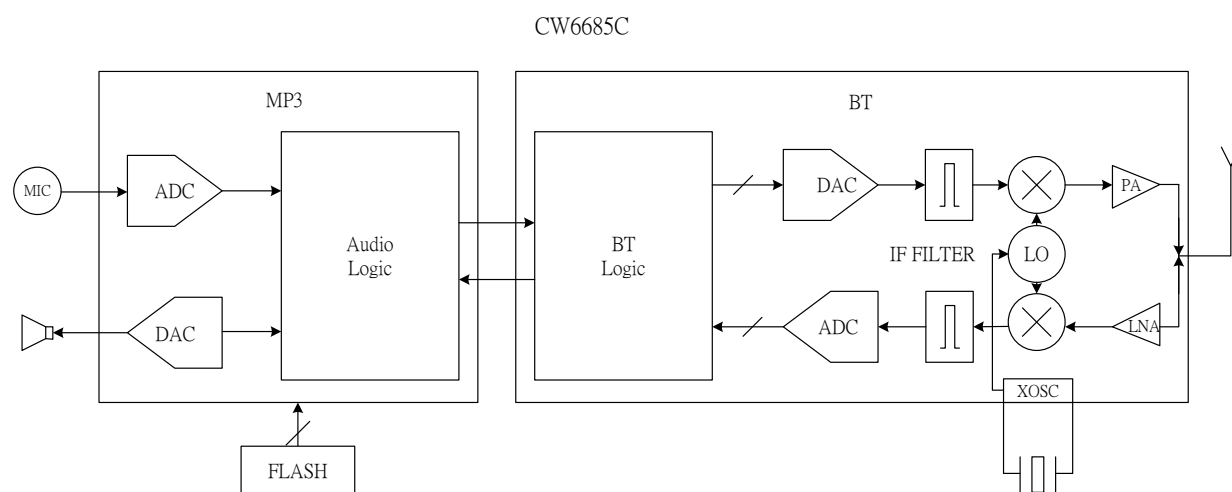 CW6685C
MP3
BT
MIC
ADC
Audio
Logic
DAC
FLASH
BT
Logic
DAC
PA
IF FILTER
LO
ADC
LNA
XOSC